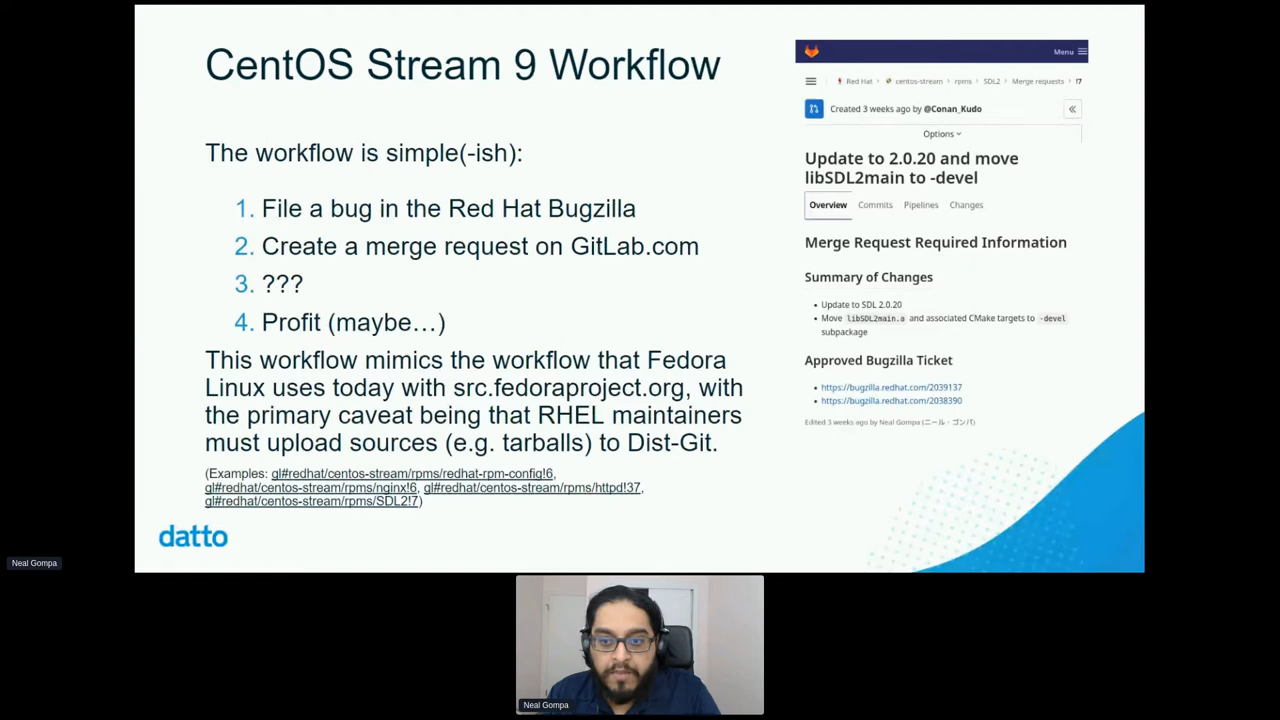 CentOS Stream 9 Workflow
The workflow is simple(-ish):
1. File a bug in the Red Hat Bugzilla
2. Create a merge request on GitLab.com
3. ???
4. Profit (maybe…)
This workflow mimics the workflow that Fedora
Linux uses today with src.fedoraproject.org, with
the primary caveat being that RHEL maintainers
must upload sources (e.g. tarballs) to Dist-Git.
(Examples: gl#redhat/centos-stream/rpms/redhat-rpm-config!6,
gl#redhat/centos-stream/rpms/nginx!6, gl#redhat/centos-stream/rpms/httpd!37,
gl#redhat/centos-stream/rpms/SDL2!7)
datto
Menu
Red Hat › centos-stream › rpms › SDL2 › Merge requests › !7
Created 3 weeks ago by @Conan_Kudo
Options
Update to 2.0.20 and move
libSDL2main to -devel
Overview Commits Pipelines Changes
Merge Request Required Information
Summary of Changes
• Update to SDL 2.0.20
• Move libSDL2main.a and associated CMake targets to -devel
subpackage
Approved Bugzilla Ticket
• https://bugzilla.redhat.com/2039137
• https://bugzilla.redhat.com/2038390
Edited 3 weeks ago by Neal Gompa (ニール・ゴンパ)
Neal Gompa
Neal Gompa